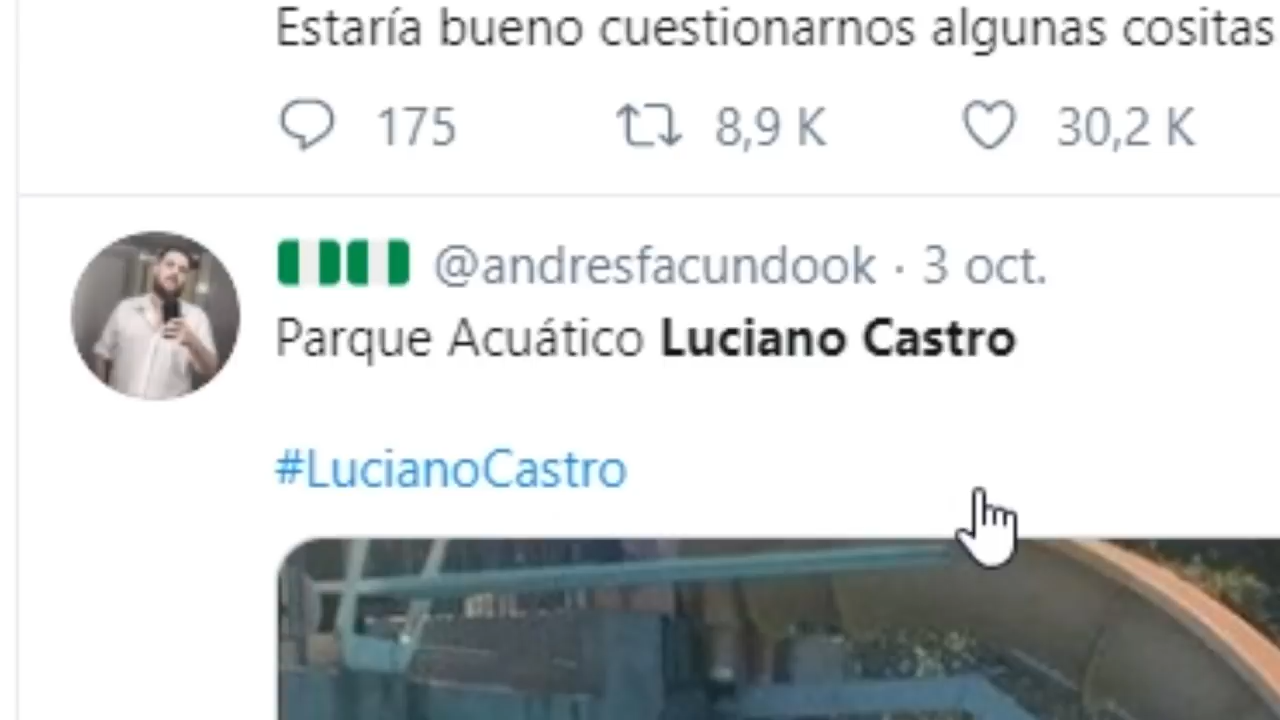 Estaría bueno cuestionarnos algunas cositas
175 8,9 K 30,2 K
@andresfacundook · 3 oct.
Parque Acuático Luciano Castro
#LucianoCastro